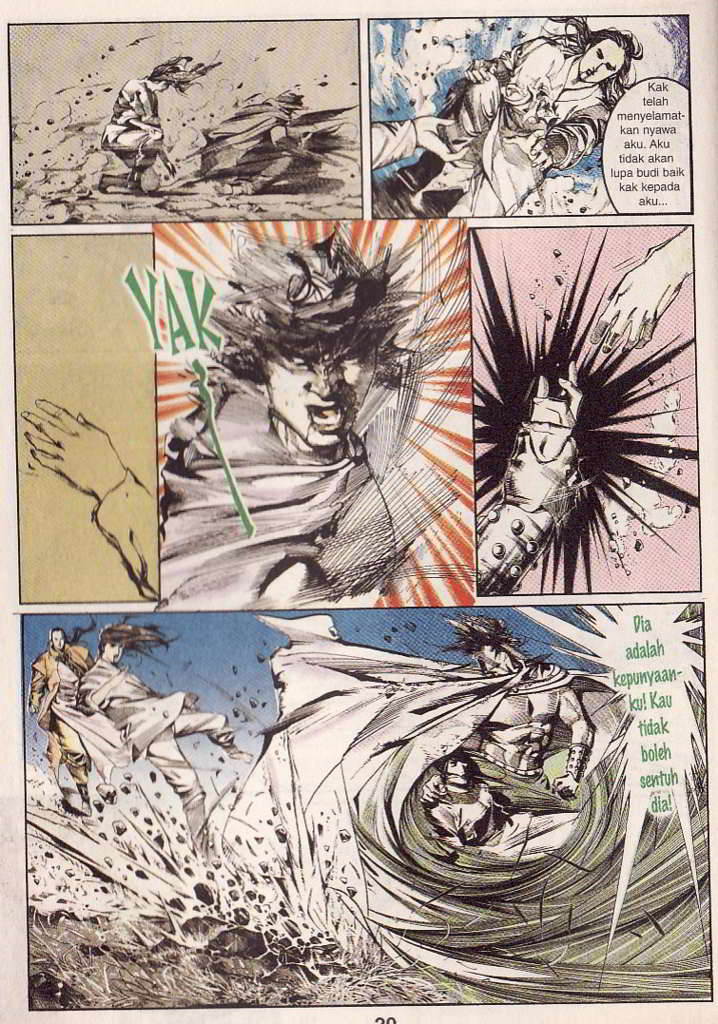 Kak
telah
menyelamat-
kan nyawa
aku. Aku
tidak akan
lupa budi baik
kak kepada
aku...
YAK
Dia
adalah
kepunyaan-
ku! Kau
tidak
boleh
sentuh
dia!
20